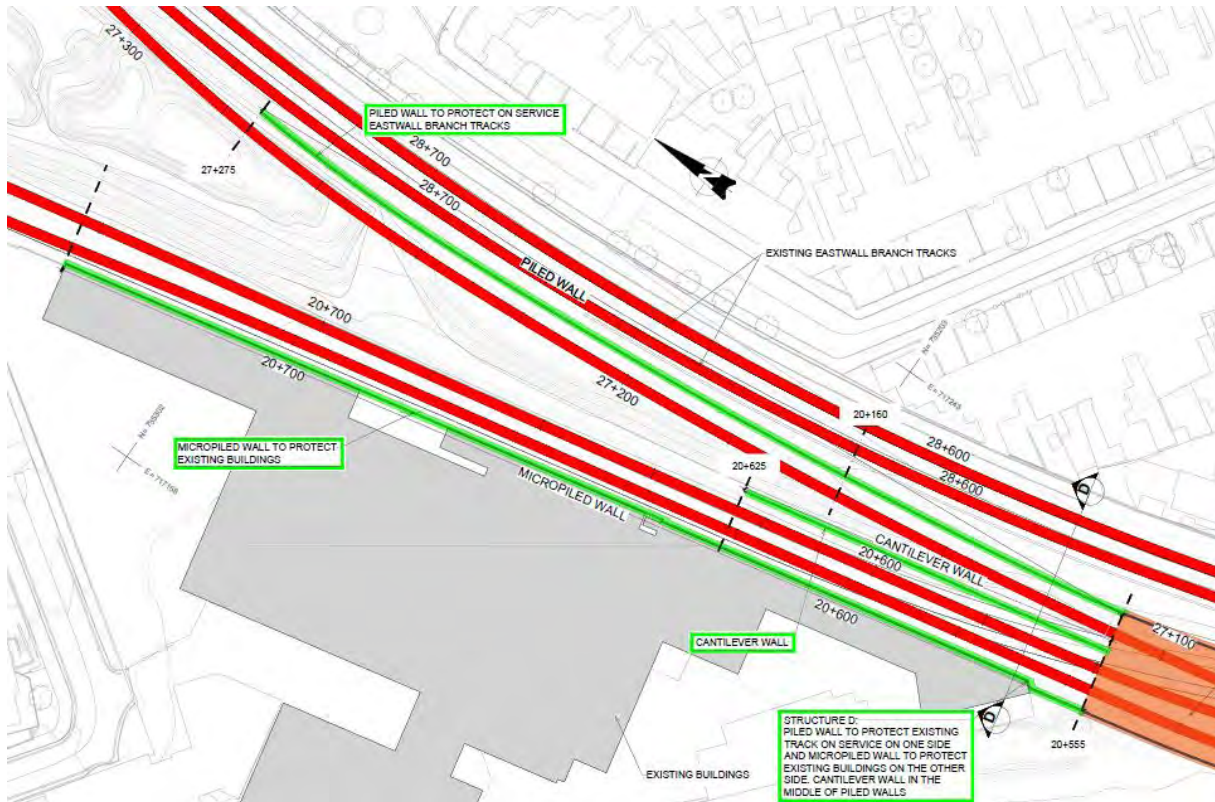 27+300
PILED WALL TO PROTECT ON SERVICE
EASTWALL BRANCH TRACKS
28+700
27+275
28+700
EXISTING EASTWALL BRANCH TRACKS
PILED WALL
20+700
20+700
27+200
20+160
28+600
28+600
MICROPILED WALL TO PROTECT
EXISTING BUILDINGS
20+625
MICROPILED WALL
D
CANTILEVER WALL
20+600
20+600
CANTILEVER WALL
27+100
D
STRUCTURE D:
PILED WALL TO PROTECT EXISTING
TRACK ON SERVICE ON ONE SIDE
AND MICROPILED WALL TO PROTECT
EXISTING BUILDINGS ON THE OTHER
SIDE. CANTILEVER WALL IN THE
MIDDLE OF PILED WALLS
20+555
EXISTING BUILDINGS